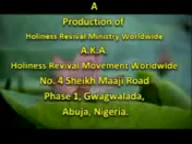 A
Production of
Holiness Revival Ministry Worldwide
A.K.A.
Holiness Revival Movement Worldwide
No. 4 Sheikh Maaji Road
Phase 1, Gwagwalada,
Abuja, Nigeria.